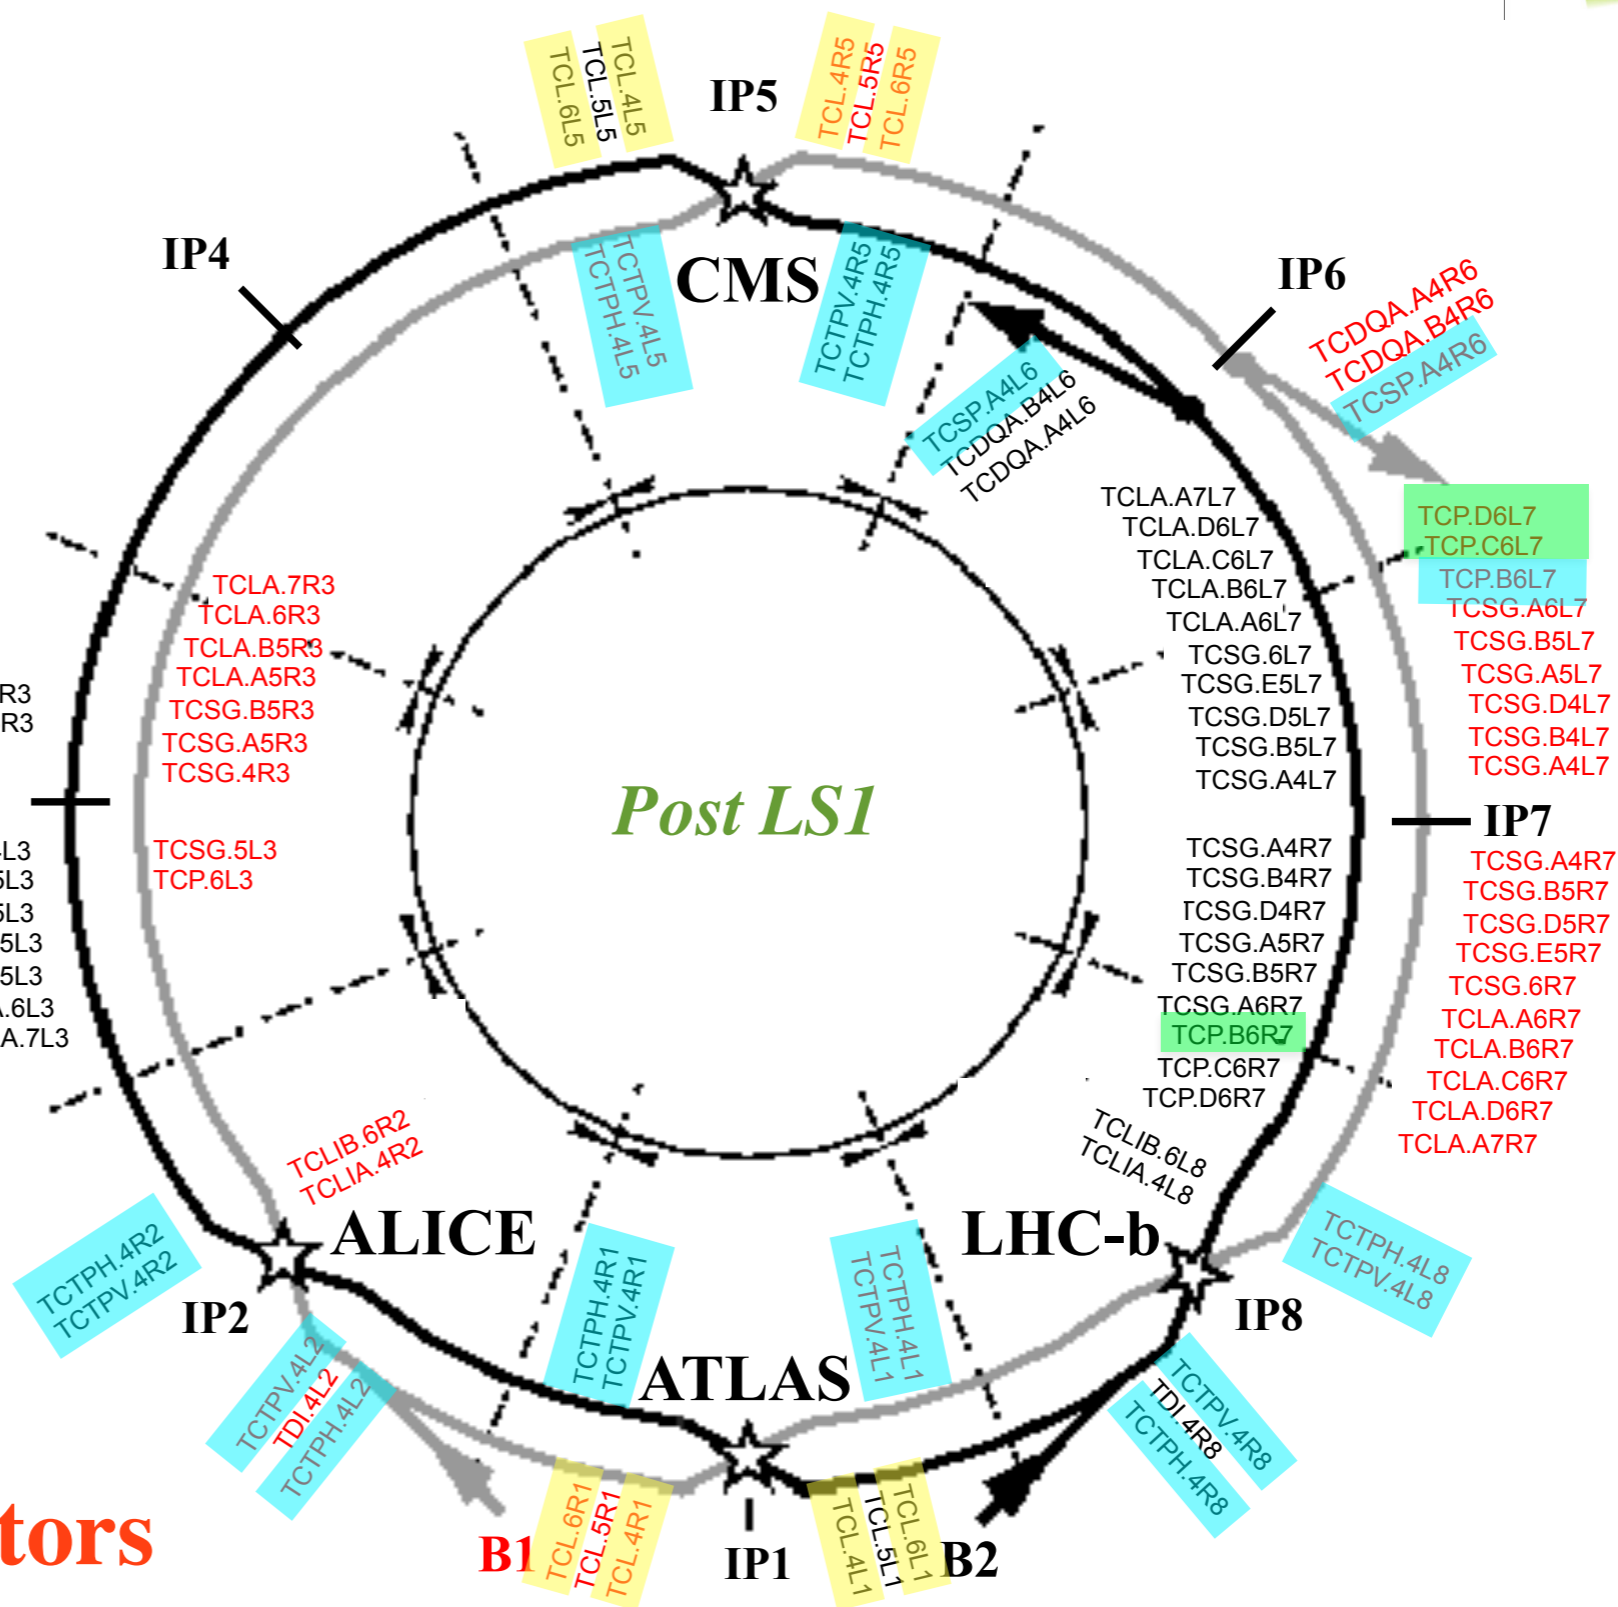 TCL.6L5
TCL.5L5
TCL.4L5
IP5
TCL.4R5
TCL.5R5
TCL.6R5
IP4
TCTPV.4L5
TCTPH.4L5
CMS
TCTPV.4R5
TCTPH.4R5
IP6
TCDQA.A4R6
TCDQA.B4R6
TCSP.A4R6
TCSP.A4L6
TCDQA.B4L6
TCDQA.A4L6
TCLA.A7L7
TCLA.D6L7
TCLA.C6L7
TCLA.B6L7
TCLA.A6L7
TCSG.6L7
TCSG.E5L7
TCSG.D5L7
TCSG.B5L7
TCSG.A4L7
TCP.D6L7
TCP.C6L7
TCP.B6L7
TCSG.A6L7
TCSG.B5L7
TCSG.A5L7
TCSG.D4L7
TCSG.B4L7
TCSG.A4L7
TCLA.7R3
TCLA.6R3
TCLA.B5R3
TCLA.A5R3
TCSG.B5R3
TCSG.A5R3
TCSG.4R3
R3
R3
Post LS1
IP7
TCSG.5L3
TCP.6L3
L3
5L3
5L3
5L3
5L3
.6L3
A.7L3
TCSG.A4R7
TCSG.B4R7
TCSG.D4R7
TCSG.A5R7
TCSG.B5R7
TCSG.A6R7
TCP.B6R7
TCP.C6R7
TCP.D6R7
TCSG.A4R7
TCSG.B5R7
TCSG.D5R7
TCSG.E5R7
TCSG.6R7
TCLA.A6R7
TCLA.B6R7
TCLA.C6R7
TCLA.D6R7
TCLA.A7R7
TCLIB.6R2
TCLIA.4R2
TCLIB.6L8
TCLIA.4L8
ALICE
LHC-b
TCTPH.4R2
TCTPV.4R2
IP2
TCTPH.4R1
TCTPV.4R1
TCTPH.4L1
TCTPV.4L1
TCTPH.4L8
TCTPV.4L8
IP8
TCTPV.4L2
TDI.4L2
TCTPH.4L2
ATLAS
TCTPV.4R8
TDI.4R8
TCTPH.4R8
tors
B1
TCL.6R1
TCL.5R1
TCL.4R1
IP1
TCL.4L1
TCL.5L1
TCL.6L1
B2